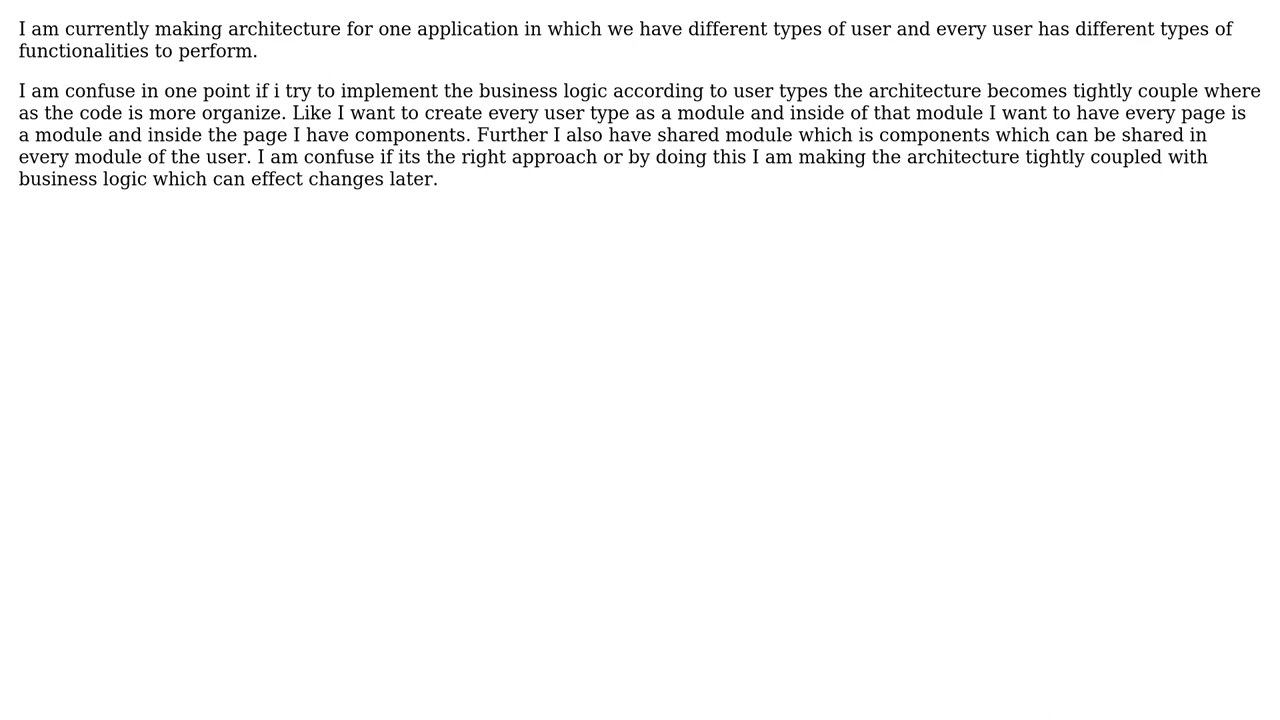 I am currently making architecture for one application in which we have different types of user and every user has different types of
functionalities to perform.
I am confuse in one point if i try to implement the business logic according to user types the architecture becomes tightly couple where
as the code is more organize. Like I want to create every user type as a module and inside of that module I want to have every page is
a module and inside the page I have components. Further I also have shared module which is components which can be shared in
every module of the user. I am confuse if its the right approach or by doing this I am making the architecture tightly coupled with
business logic which can effect changes later.